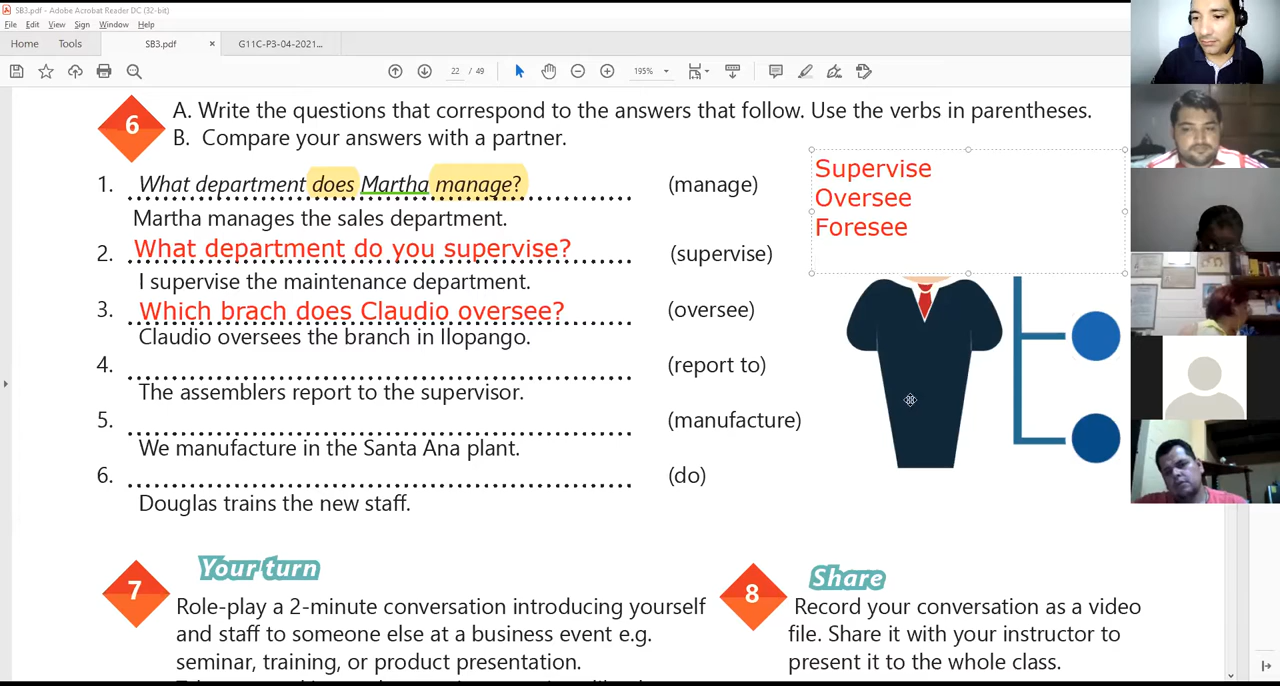 SB3.pdf - Adobe Acrobat Reader DC (32-bit)
File Edit View Sign Window Help
Home Tools SB3.pdf × G11C-P3-04-2021...
22 / 49 195%
6 A. Write the questions that correspond to the answers that follow. Use the verbs in parentheses.
B. Compare your answers with a partner.
1. What department does Martha manage? (manage)
Martha manages the sales department.
2. What department do you supervise? (supervise)
I supervise the maintenance department.
3. Which brach does Claudio oversee? (oversee)
Claudio oversees the branch in Ilopango.
4. (report to)
The assemblers report to the supervisor.
5. (manufacture)
We manufacture in the Santa Ana plant.
6. (do)
Douglas trains the new staff.
Supervise
Oversee
Foresee
7 Your turn
Role-play a 2-minute conversation introducing yourself
and staff to someone else at a business event e.g.
seminar, training, or product presentation.
8 Share
Record your conversation as a video
file. Share it with your instructor to
present it to the whole class.